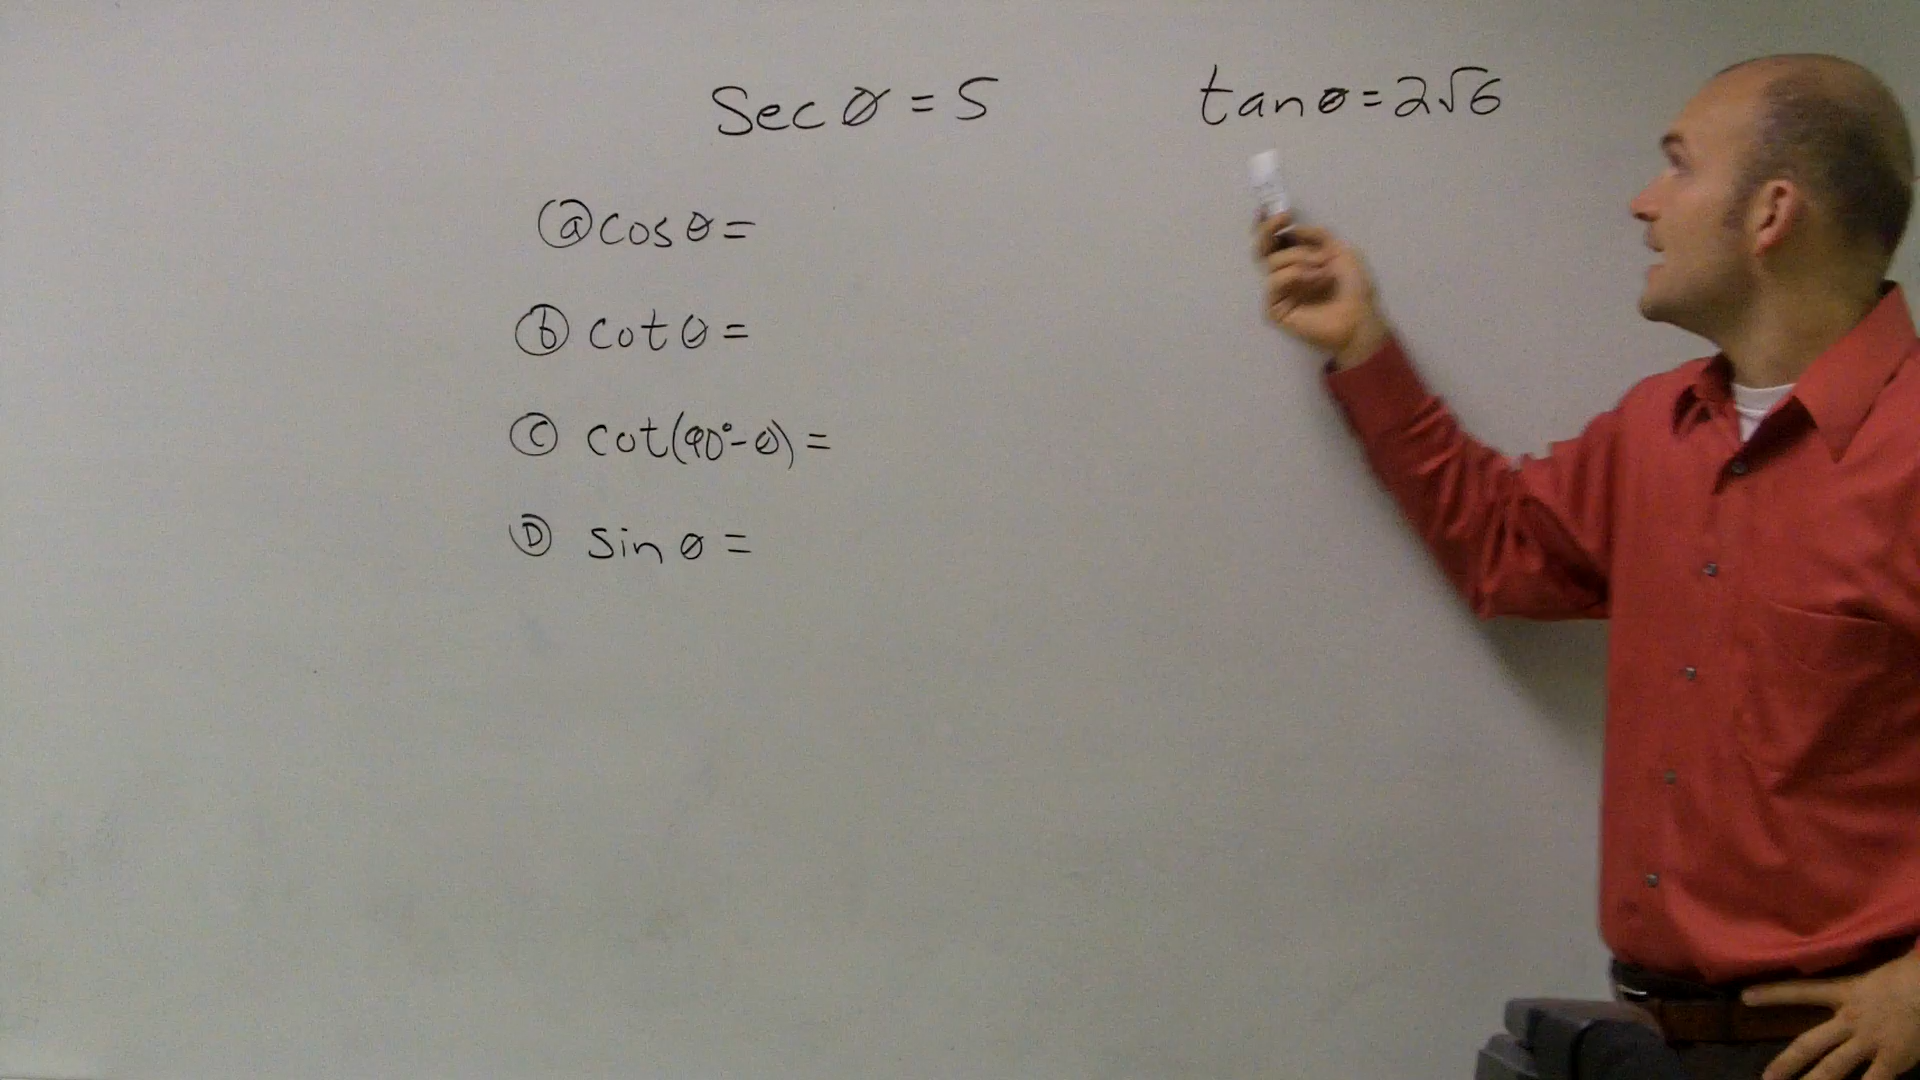 sec θ = 5 tan θ = 2√6
ⓐ cos θ =
ⓑ cot θ =
ⓒ cot(90°-θ) =
Ⓓ sin θ =